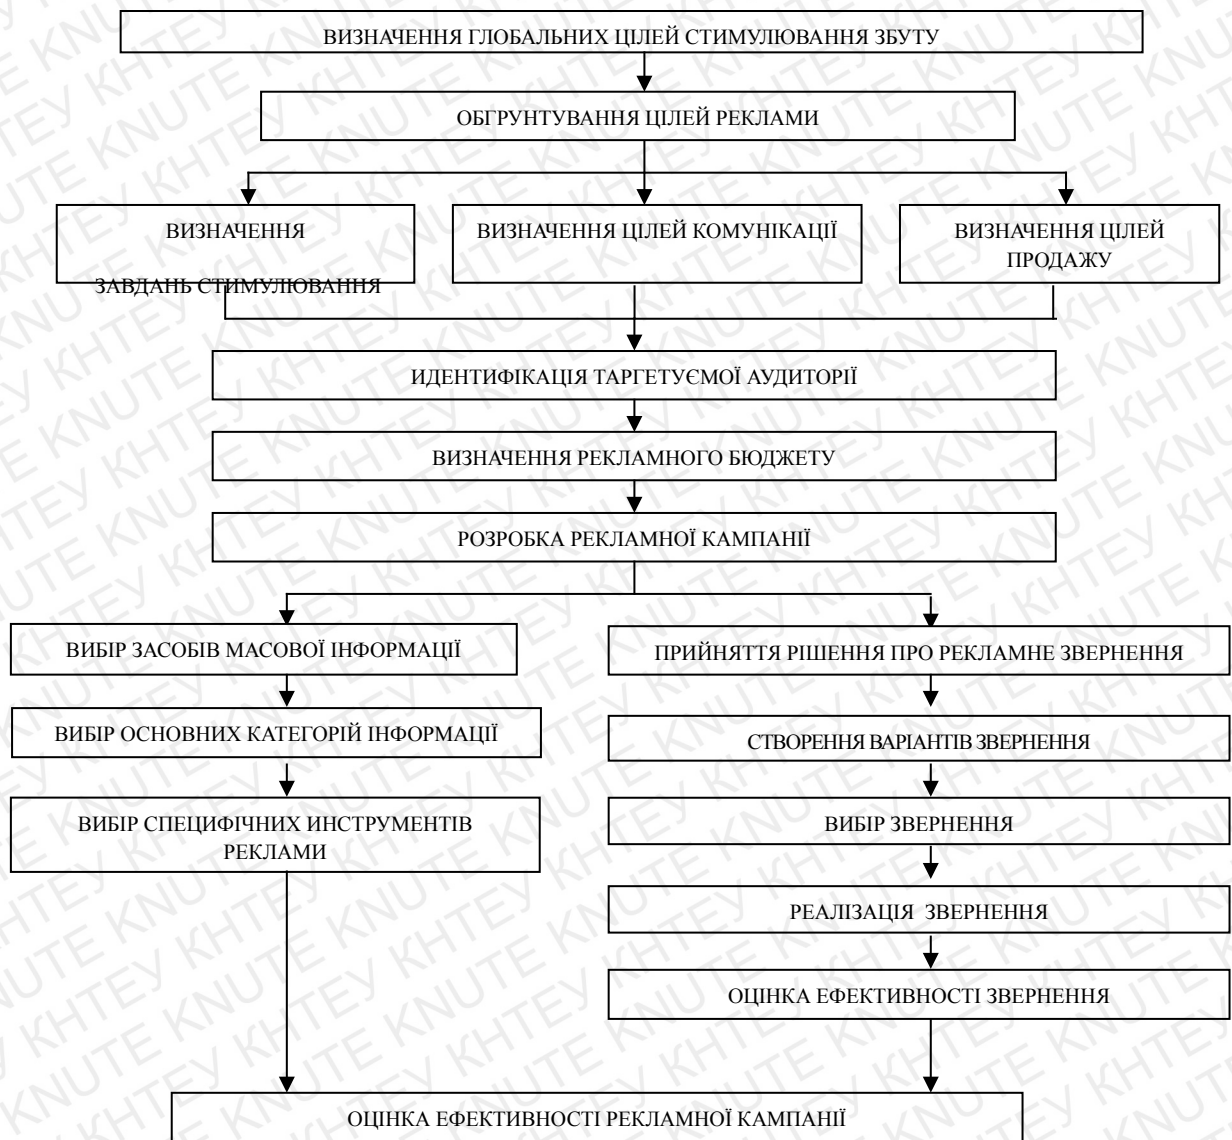 ВИЗНАЧЕННЯ ГЛОБАЛЬНИХ ЦІЛЕЙ СТИМУЛЮВАННЯ ЗБУТУ
ОБГРУНТУВАННЯ ЦІЛЕЙ РЕКЛАМИ
ВИЗНАЧЕННЯ
ЗАВДАНЬ СТИМУЛЮВАННЯ
ВИЗНАЧЕННЯ ЦІЛЕЙ КОМУНІКАЦІЇ
ВИЗНАЧЕННЯ ЦІЛЕЙ
ПРОДАЖУ
ИДЕНТИФІКАЦІЯ ТАРГЕТУЄМОЇ АУДИТОРІЇ
ВИЗНАЧЕННЯ РЕКЛАМНОГО БЮДЖЕТУ
РОЗРОБКА РЕКЛАМНОЇ КАМПАНІЇ
ВИБІР ЗАСОБІВ МАСОВОЇ ІНФОРМАЦІЇ
ВИБІР ОСНОВНИХ КАТЕГОРІЙ ІНФОРМАЦІЇ
ВИБІР СПЕЦИФІЧНИХ ИНСТРУМЕНТІВ
РЕКЛАМИ
ПРИЙНЯТТЯ РІШЕННЯ ПРО РЕКЛАМНЕ ЗВЕРНЕННЯ
СТВОРЕННЯ ВАРІАНТІВ ЗВЕРНЕННЯ
ВИБІР ЗВЕРНЕННЯ
РЕАЛІЗАЦІЯ ЗВЕРНЕННЯ
ОЦІНКА ЕФЕКТИВНОСТІ ЗВЕРНЕННЯ
ОЦІНКА ЕФЕКТИВНОСТІ РЕКЛАМНОЇ КАМПАНІЇ